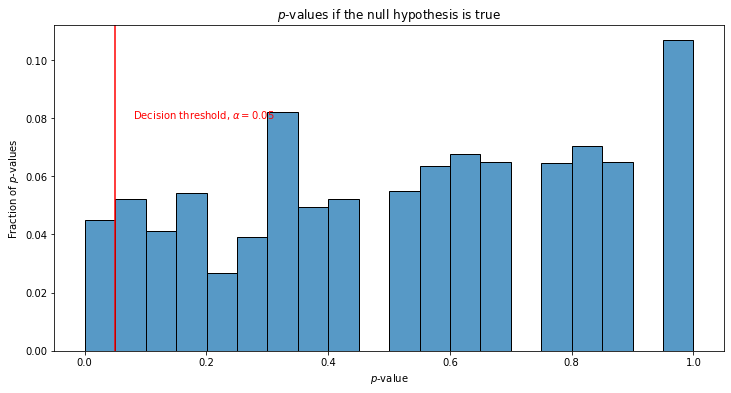 p-values if the null hypothesis is true
Fraction of p-values
0.10
0.08
0.06
0.04
0.02
0.00
Decision threshold, α = 0.05
0.0 0.2 0.4 0.6 0.8 1.0
p-value